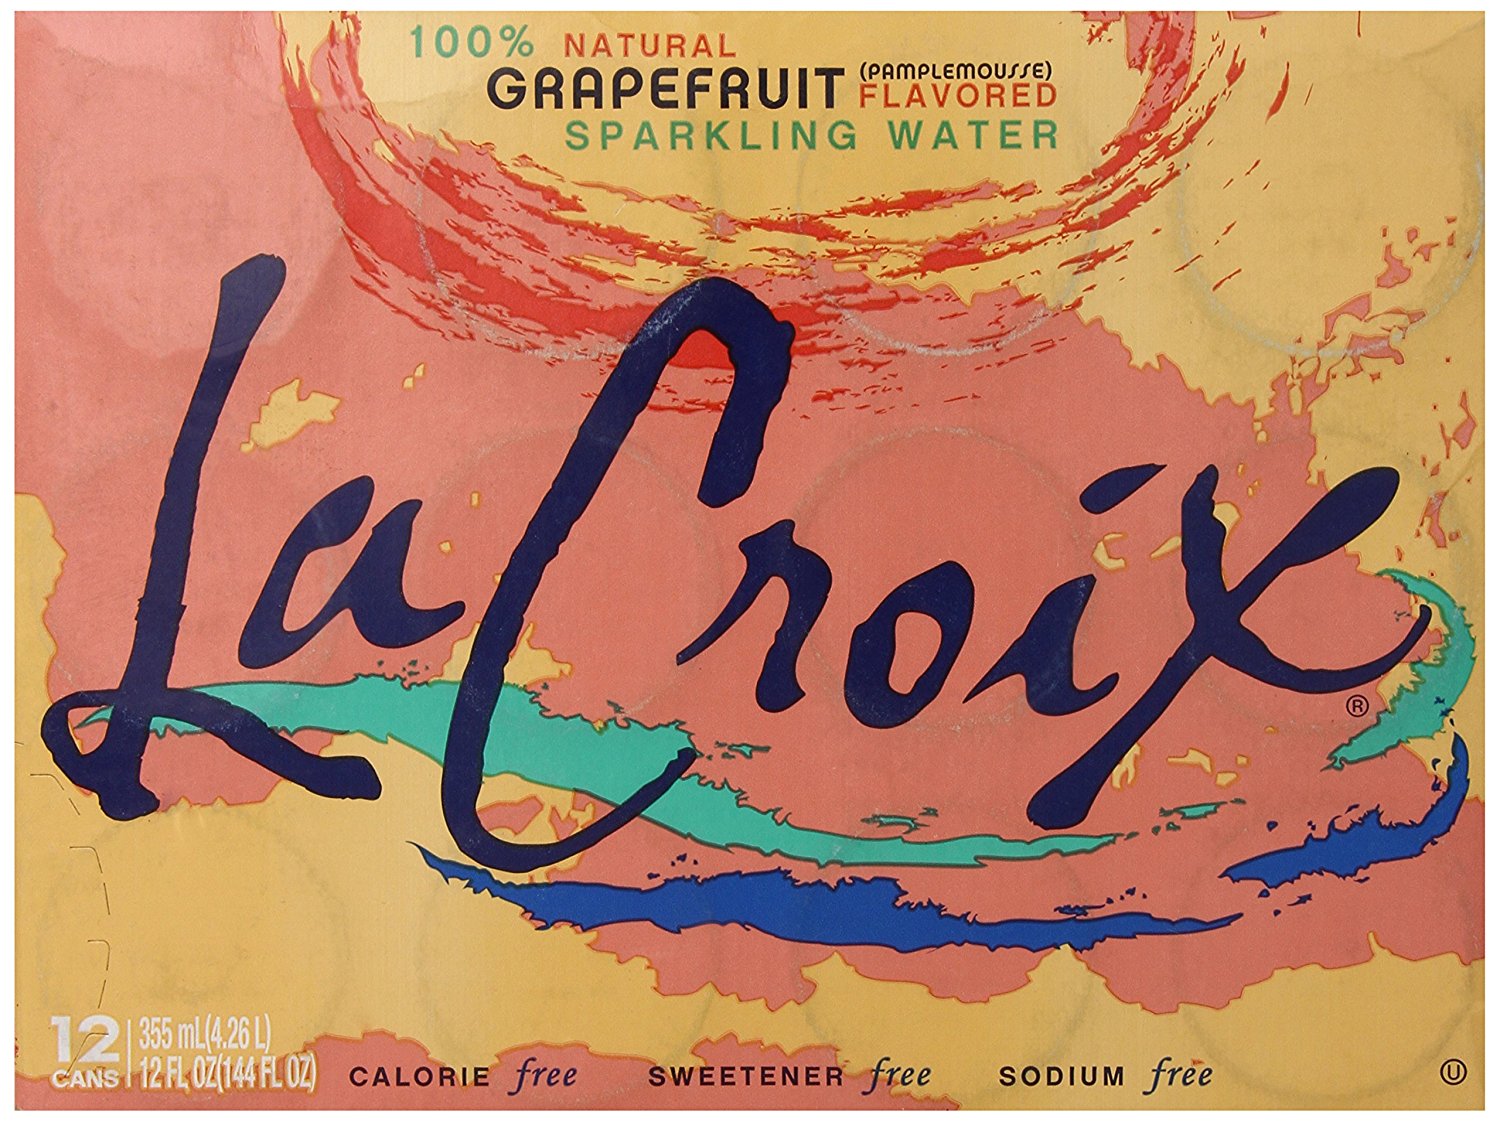 100% NATURAL
GRAPEFRUIT (PAMPLEMOUSSE)
FLAVORED
SPARKLING WATER
LaCroix®
12 CANS
355 mL(4.26 L)
12 FL OZ(144 FL OZ)
CALORIE free SWEETENER free SODIUM free
U